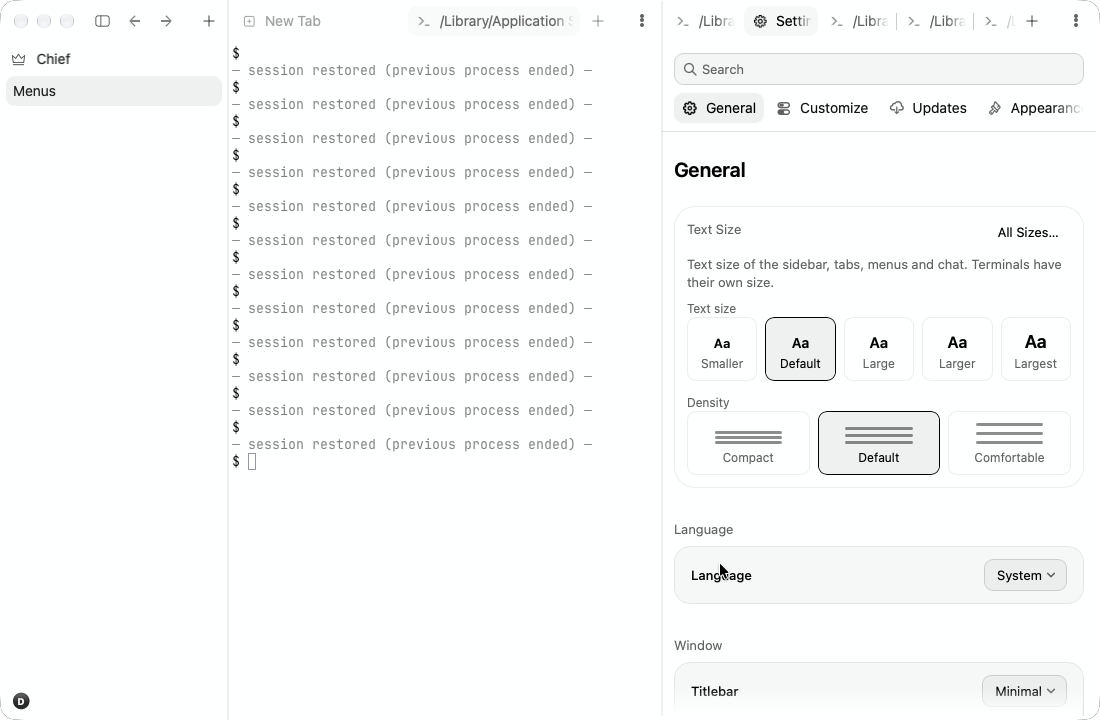 New Tab
/Library/Application
/Libra
Settin
/Libra
/Libra
Chief
Menus
$
— session restored (previous process ended) —
$
— session restored (previous process ended) —
$
— session restored (previous process ended) —
$
— session restored (previous process ended) —
$
— session restored (previous process ended) —
$
— session restored (previous process ended) —
$
— session restored (previous process ended) —
$
— session restored (previous process ended) —
$
— session restored (previous process ended) —
$
— session restored (previous process ended) —
$
— session restored (previous process ended) —
$
— session restored (previous process ended) —
$
D
Search
General
Customize
Updates
Appearanc
General
Text Size
All Sizes...
Text size of the sidebar, tabs, menus and chat. Terminals have
their own size.
Text size
Aa Aa Aa Aa Aa
Smaller Default Large Larger Largest
Density
Compact Default Comfortable
Language
Language System
Window
Titlebar Minimal